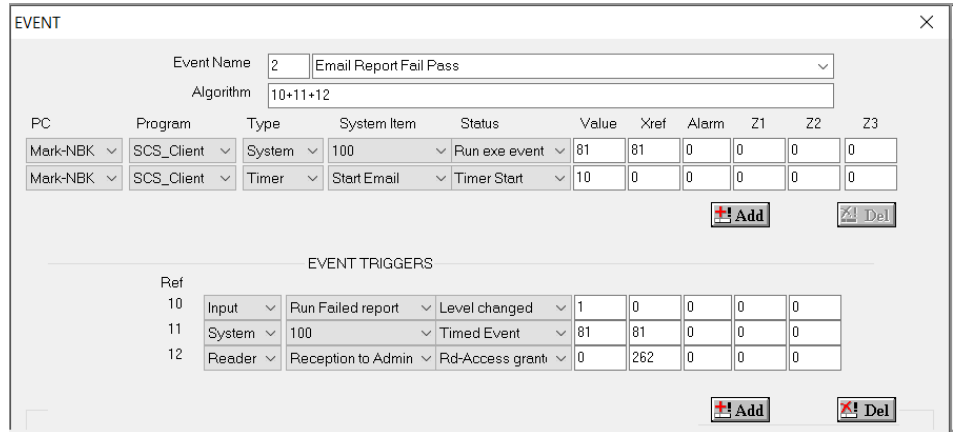 EVENT
Event Name 2 Email Report Fail Pass
Algorithm 10+11+12
PC Program Type System Item Status Value Xref Alarm Z1 Z2 Z3
Mark-NBK SCS_Client System 100 Run exe event 81 81 0 0 0 0
Mark-NBK SCS_Client Timer Start Email Timer Start 10 0 0 0 0 0
Add Del
EVENT TRIGGERS
Ref
10 Input Run Failed report Level changed 1 0 0 0 0
11 System 100 Timed Event 81 81 0 0 0
12 Reader Reception to Admin Rd-Access grant 0 262 0 0 0
Add Del